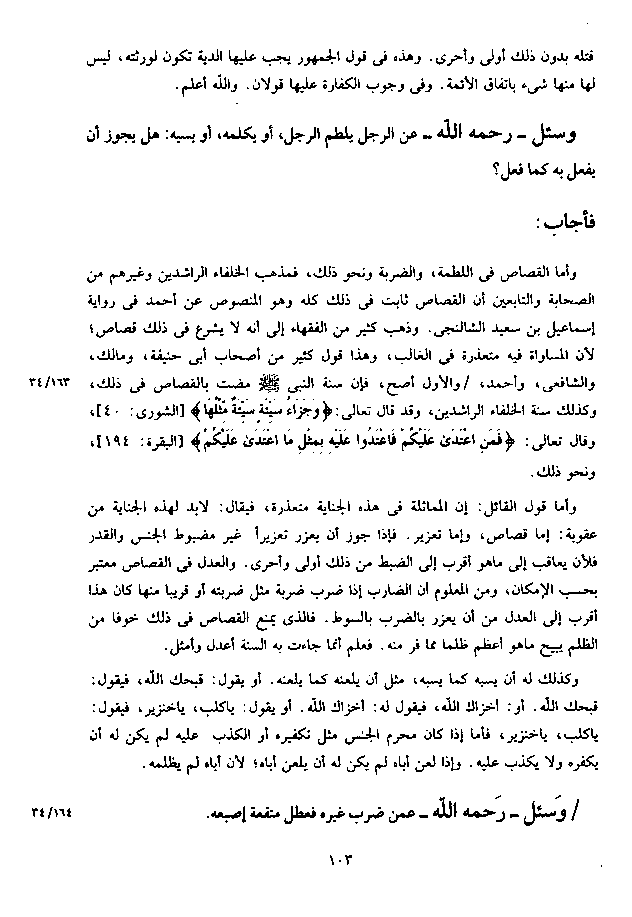 قتله بدون ذلك أولى وأحرى. وهذه فى قول الجمهور يجب عليها الدية تكون لورثته، ليس
لها منها شىء باتفاق الأئمة. وفى وجوب الكفارة عليها قولان. والله أعلم.
وسئل ـ رحمه الله ـ عن الرجل يلطم الرجل، أو يكلمه، أو يسبه: هل يجوز أن
يفعل به كما فعل؟
فأجاب:
وأما القصاص فى اللطمة، والضربة ونحو ذلك، فمذهب الخلفاء الراشدين وغيرهم من
الصحابة والتابعين أن القصاص ثابت فى ذلك كله وهو المنصوص عن أحمد فى رواية
إسماعيل بن سعيد الشالنجى. وذهب كثير من الفقهاء إلى أنه لا يشرع فى ذلك قصاص؛
لأن المساواة فيه متعذرة فى الغالب، وهذا قول كثير من أصحاب أبى حنيفة، ومالك،
والشافعى، وأحمد، /والأول أصح، فإن سنة النبى ﷺ مضت بالقصاص فى ذلك، ٣٤/١٦٣
وكذلك سنة الخلفاء الراشدين، وقد قال تعالى: ﴿وَجَزَاءُ سَيِّئَةٍ سَيِّئَةٌ مِّثْلُهَا﴾ [الشورى: ٤٠]،
وقال تعالى: ﴿فَمَنِ اعْتَدَىٰ عَلَيْكُمْ فَاعْتَدُوا عَلَيْهِ بِمِثْلِ مَا اعْتَدَىٰ عَلَيْكُمْ﴾ [البقرة: ١٩٤]،
ونحو ذلك.
وأما قول القائل: إن المماثلة فى هذه الجناية متعذرة، فيقال: لابد لهذه الجناية من
عقوبة: إما قصاص، وإما تعزير. فإذا جوز أن يعزر تعزيراً غير مضبوط الجنس والقدر
فلأن يعاقب إلى ماهو أقرب إلى الضبط من ذلك أولى وأحرى. والعدل فى القصاص معتبر
بحسب الإمكان، ومن المعلوم أن الضارب إذا ضرب ضربة مثل ضربته أو قريبا منها كان هذا
أقرب إلى العدل من أن يعزر بالضرب بالسوط. فالذى يمنع القصاص فى ذلك خوفا من
الظلم يبيح ماهو أعظم ظلما مما فر منه. فعلم أنما جاءت به السنة أعدل وأمثل.
وكذلك له أن يسبه كما يسبه، مثل أن يلعنه كما يلعنه. أو يقول: قبحك الله، فيقول:
قبحك الله. أو: أخزاك الله، فيقول له: أخزاك الله. أو يقول: ياكلب، ياخنزير، فيقول:
ياكلب، ياخنزير، فأما إذا كان محرم الجنس مثل تكفيره أو الكذب عليه لم يكن له أن
يكفره ولا يكذب عليه. وإذا لعن أباه لم يكن له أن يلعن أباه؛ لأن أباه لم يظلمه.
/ وَسئل ـ رَحمه الله ـ عمن ضرب غيره فعطل منفعة إصبعه. ٣٤/١٦٤
١٠٣